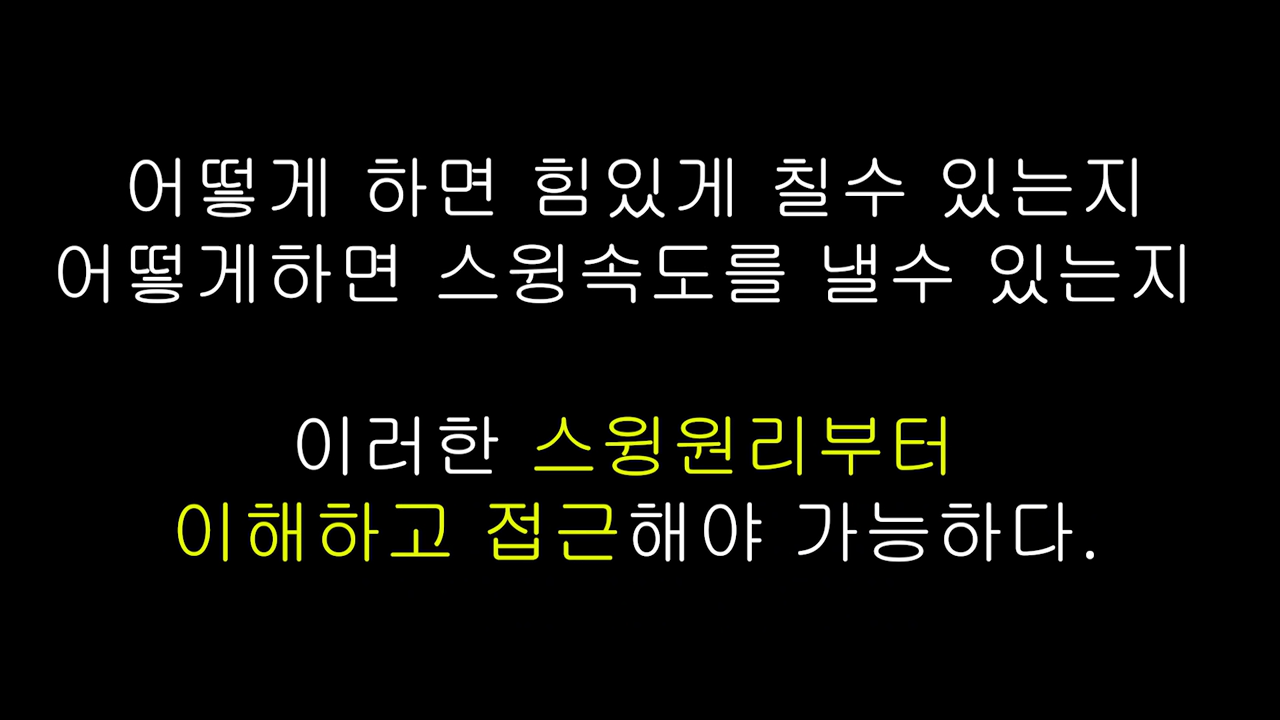 어떻게 하면 힘있게 칠수 있는지
어떻게하면 스윙속도를 낼수 있는지
이러한 스윙원리부터
이해하고 접근해야 가능하다.